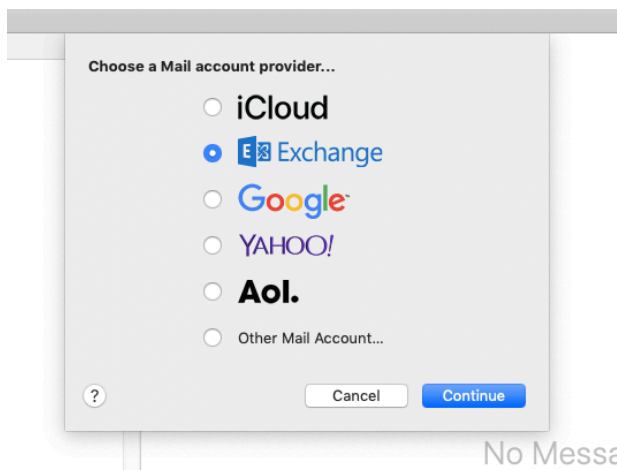 Choose a Mail account provider...
iCloud
E Exchange
Google
YAHOO!
Aol.
Other Mail Account...
? Cancel Continue
No Messa